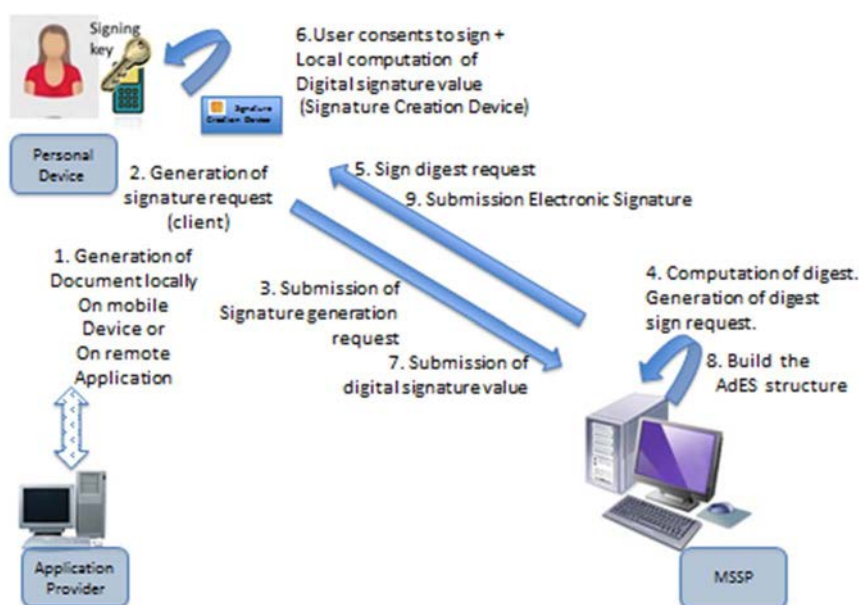 Signing
key
6.User consents to sign +
Local computation of
Digital signature value
(Signature Creation Device)
Signature
Creation Device
Personal
Device
2. Generation of
signature request
(client)
5. Sign digest request
9. Submission Electronic Signature
1. Generation of
Document locally
On mobile
Device or
On remote
Application
3. Submission of
Signature generation
request
7. Submission of
digital signature value
4. Computation of digest.
Generation of digest
sign request.
8. Build the
AdES structure
Application
Provider
MSSP